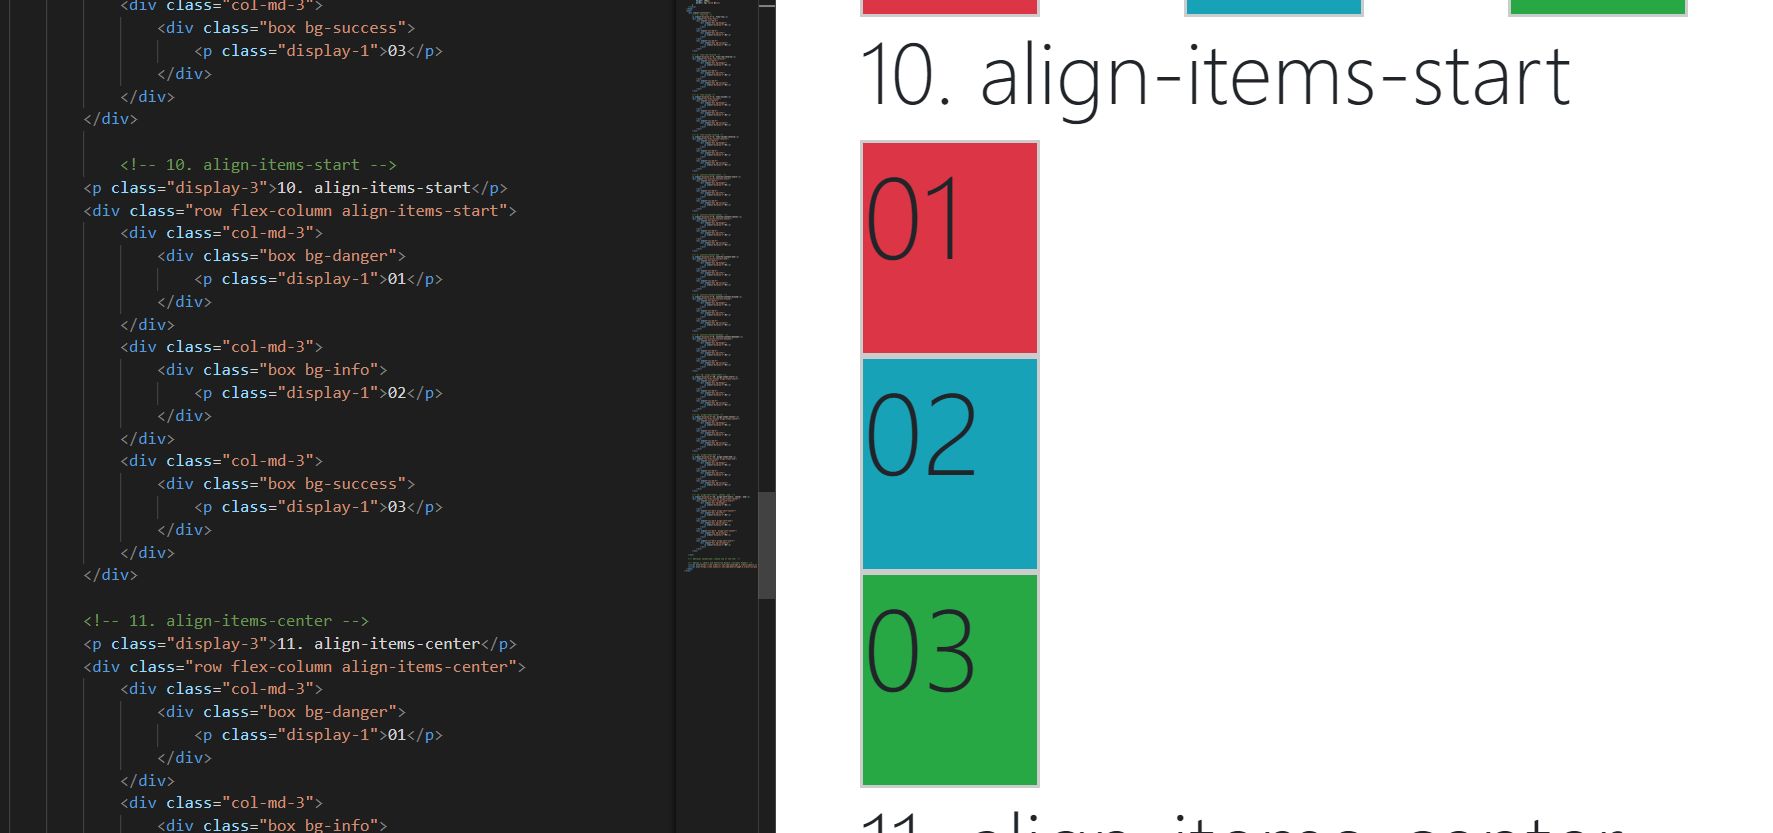 <div class="col-md-3">
<div class="box bg-success">
<p class="display-1">03</p>
</div>
</div>
</div>
<!-- 10. align-items-start -->
<p class="display-3">10. align-items-start</p>
<div class="row flex-column align-items-start">
<div class="col-md-3">
<div class="box bg-danger">
<p class="display-1">01</p>
</div>
</div>
<div class="col-md-3">
<div class="box bg-info">
<p class="display-1">02</p>
</div>
</div>
<div class="col-md-3">
<div class="box bg-success">
<p class="display-1">03</p>
</div>
</div>
</div>
<!-- 11. align-items-center -->
<p class="display-3">11. align-items-center</p>
<div class="row flex-column align-items-center">
<div class="col-md-3">
<div class="box bg-danger">
<p class="display-1">01</p>
</div>
</div>
<div class="col-md-3">
<div class="box bg-info">
10. align-items-start
01
02
03
11. align-items-center